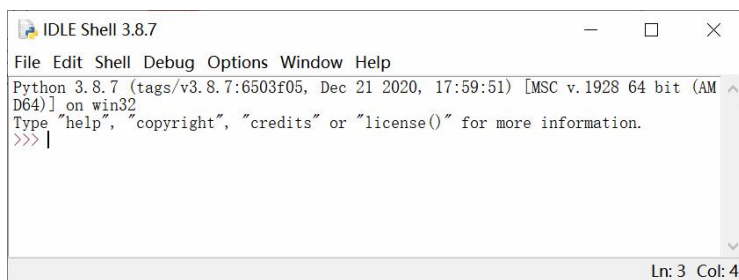 IDLE Shell 3.8.7
File Edit Shell Debug Options Window Help
Python 3.8.7 (tags/v3.8.7:6503f05, Dec 21 2020, 17:59:51) [MSC v.1928 64 bit (AM
D64)] on win32
Type "help", "copyright", "credits" or "license()" for more information.
>>>
Ln: 3 Col: 4